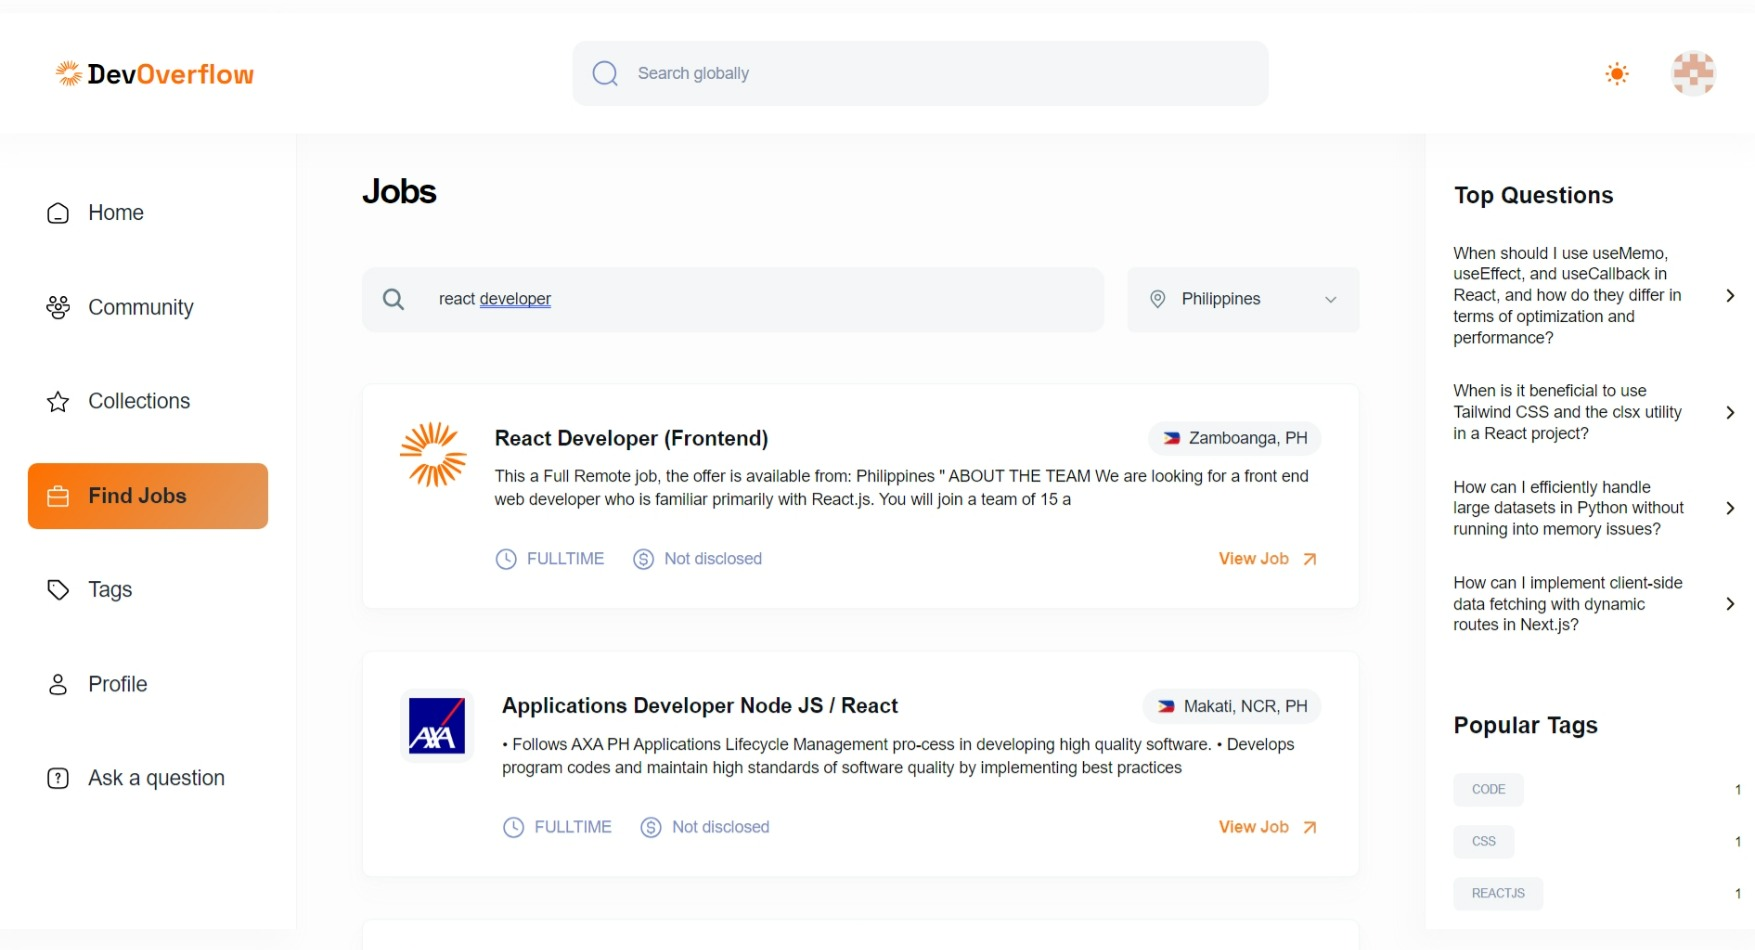 DevOverflow
Search globally
Home
Community
Collections
Find Jobs
Tags
Profile
Ask a question
Jobs
react developer
Philippines
React Developer (Frontend)
Zamboanga, PH
This a Full Remote job, the offer is available from: Philippines " ABOUT THE TEAM We are looking for a front end
web developer who is familiar primarily with React.js. You will join a team of 15 a
FULLTIME
Not disclosed
View Job
AXA
Applications Developer Node JS / React
Makati, NCR, PH
• Follows AXA PH Applications Lifecycle Management pro-cess in developing high quality software. • Develops
program codes and maintain high standards of software quality by implementing best practices
FULLTIME
Not disclosed
View Job
Top Questions
When should I use useMemo,
useEffect, and useCallback in
React, and how do they differ in
terms of optimization and
performance?
When is it beneficial to use
Tailwind CSS and the clsx utility
in a React project?
How can I efficiently handle
large datasets in Python without
running into memory issues?
How can I implement client-side
data fetching with dynamic
routes in Next.js?
Popular Tags
CODE 1
CSS 1
REACTJS 1